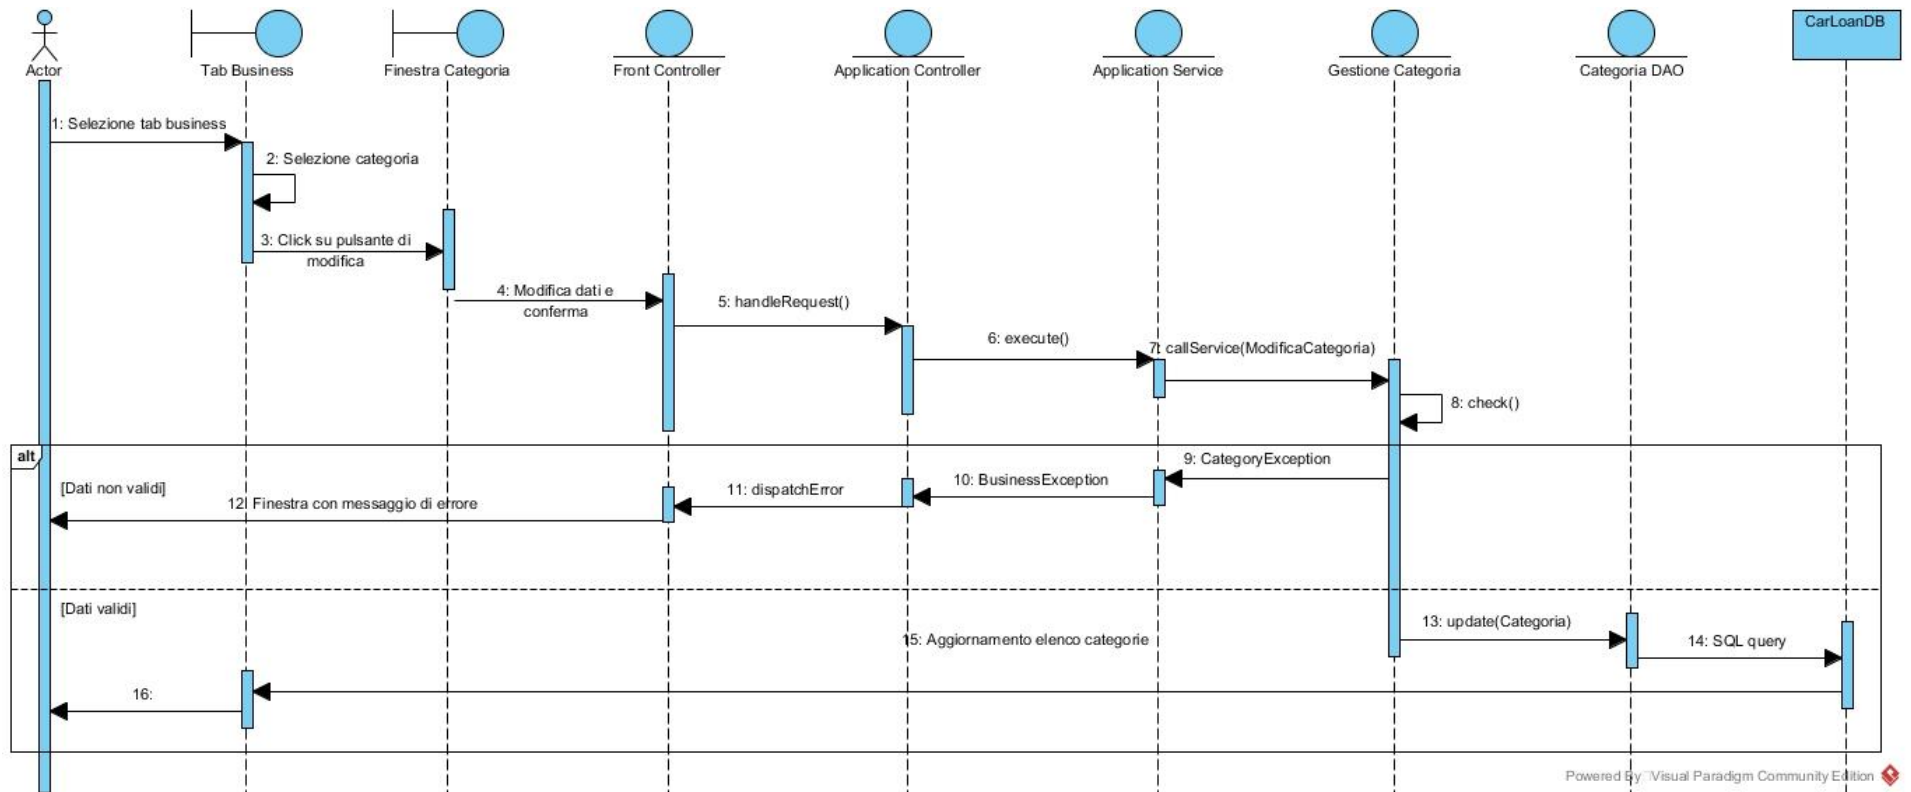 Actor
Tab Business
Finestra Categoria
Front Controller
Application Controller
Application Service
Gestione Categoria
Categoria DAO
CarLoanDB
1: Selezione tab business
2: Selezione categoria
3: Click su pulsante di
modifica
4: Modifica dati e
conferma
5: handleRequest()
6: execute()
7: callService(ModificaCategoria)
8: check()
alt
[Dati non validi]
9: CategoryException
10: BusinessException
11: dispatchError
12: Finestra con messaggio di errore
[Dati validi]
13: update(Categoria)
14: SQL query
15: Aggiornamento elenco categorie
16:
Powered By Visual Paradigm Community Edition